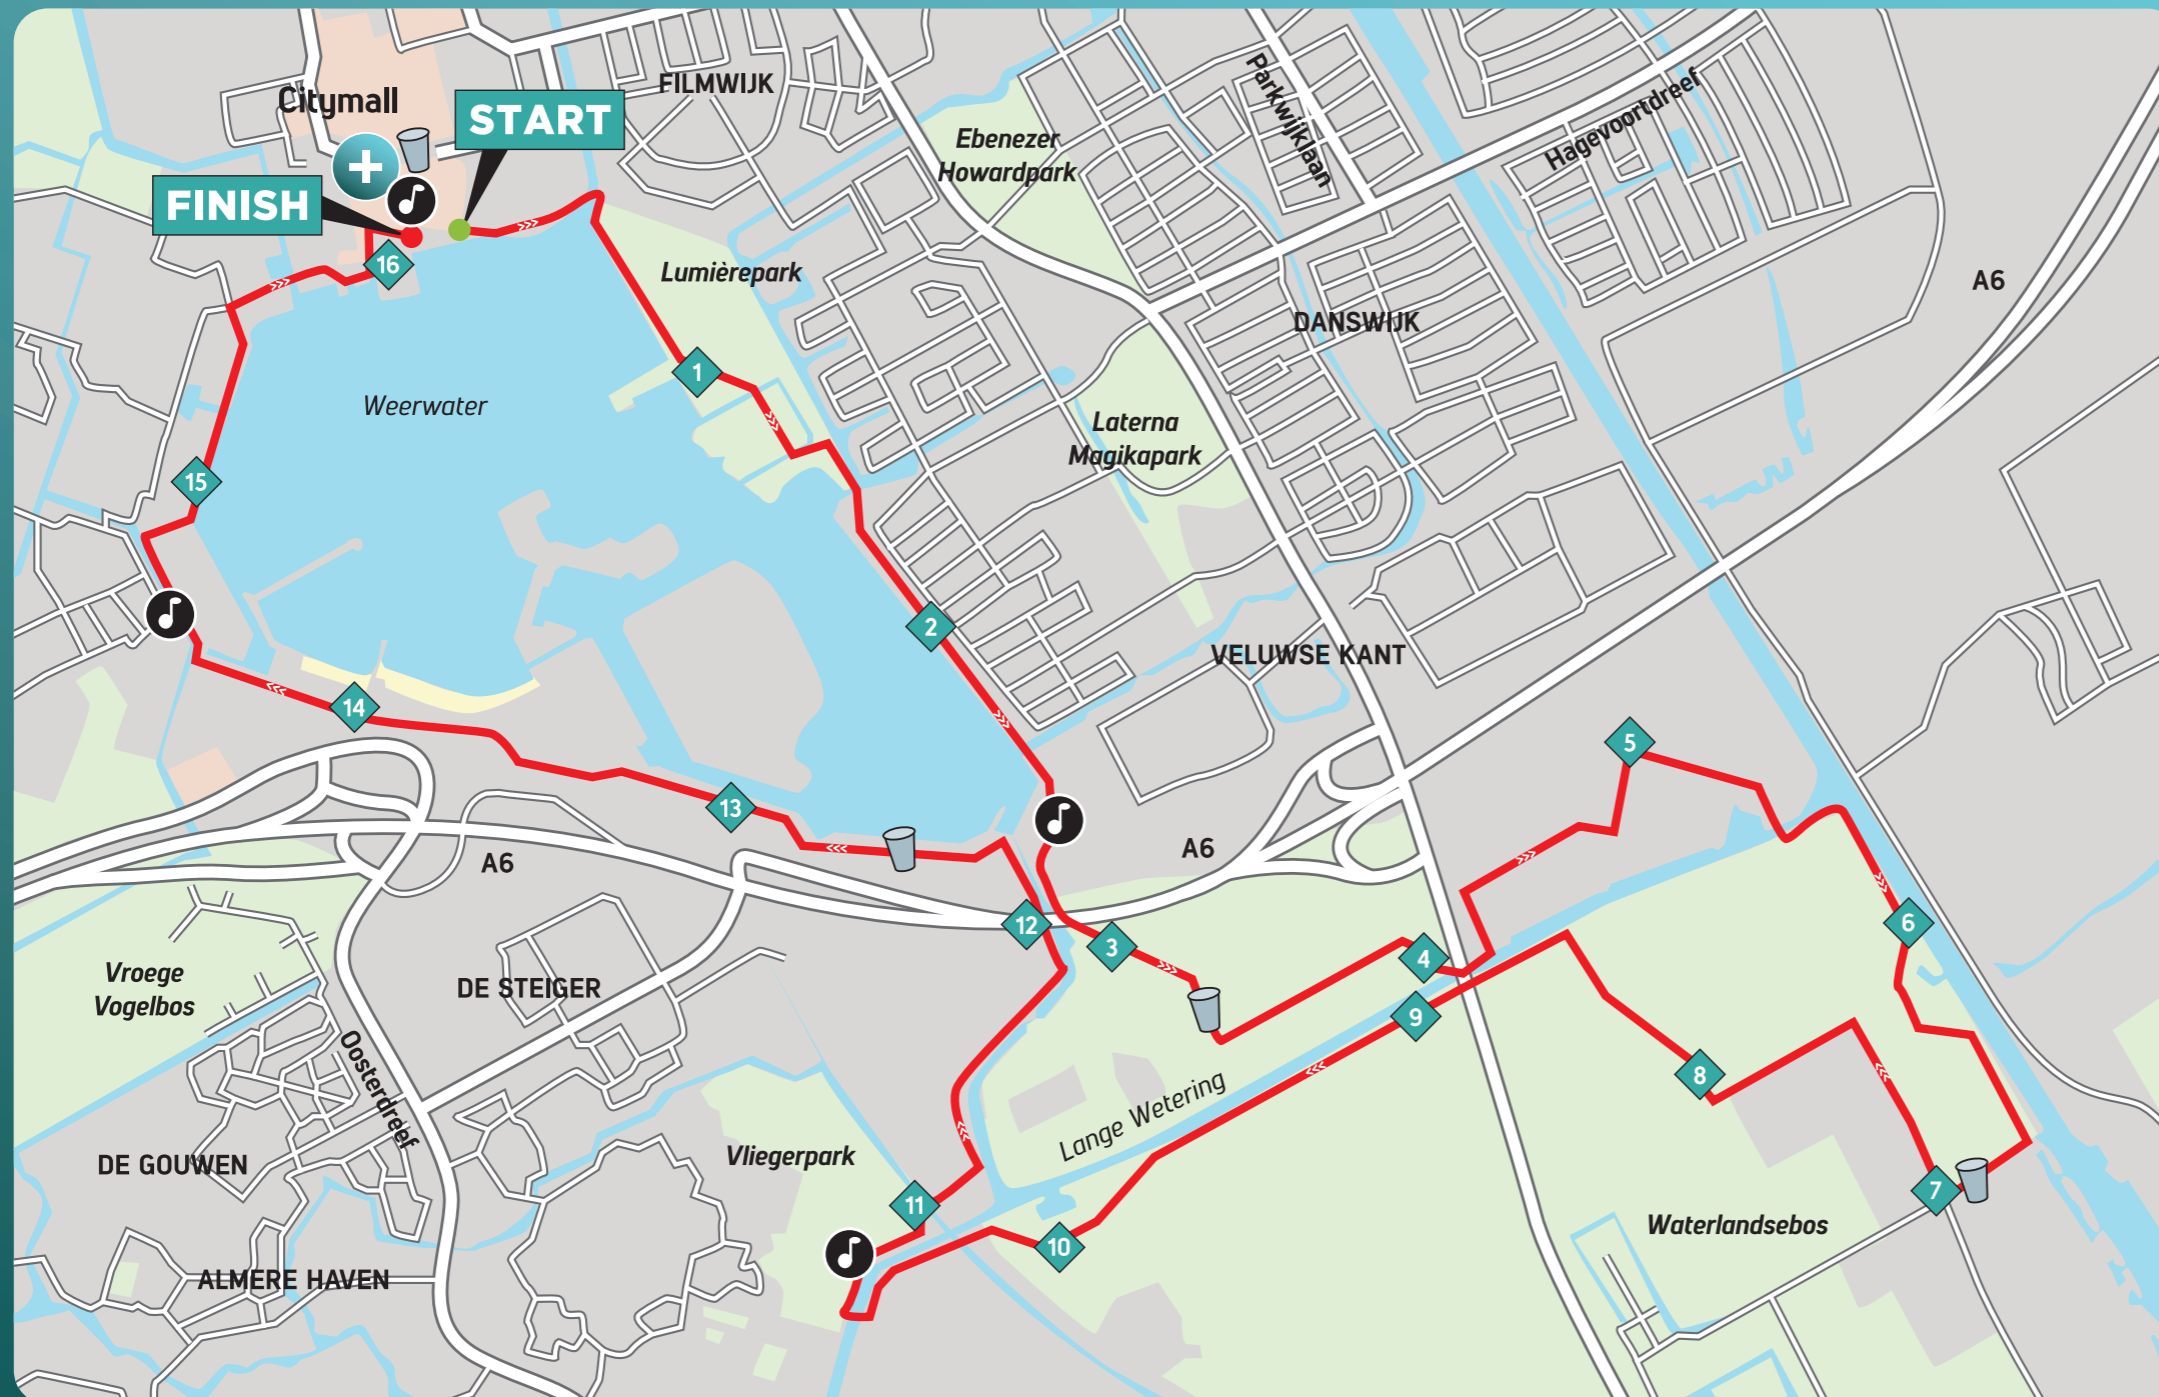 FILMWIJK
Citymall
START
Parkwijklaan
Hagevoortdreef
Ebenezer
Howardpark
FINISH
16
Lumièrepark
A6
DANSWIJK
1
Weerwater
Laterna
Magikapark
15
2
VELUWSE KANT
14
5
13
A6
A6
12
3
4
6
Vroege
Vogelbos
DE STEIGER
9
Oosterdreef
8
Lange Wetering
DE GOUWEN
Vliegerpark
7
11
Waterlandsebos
10
ALMERE HAVEN